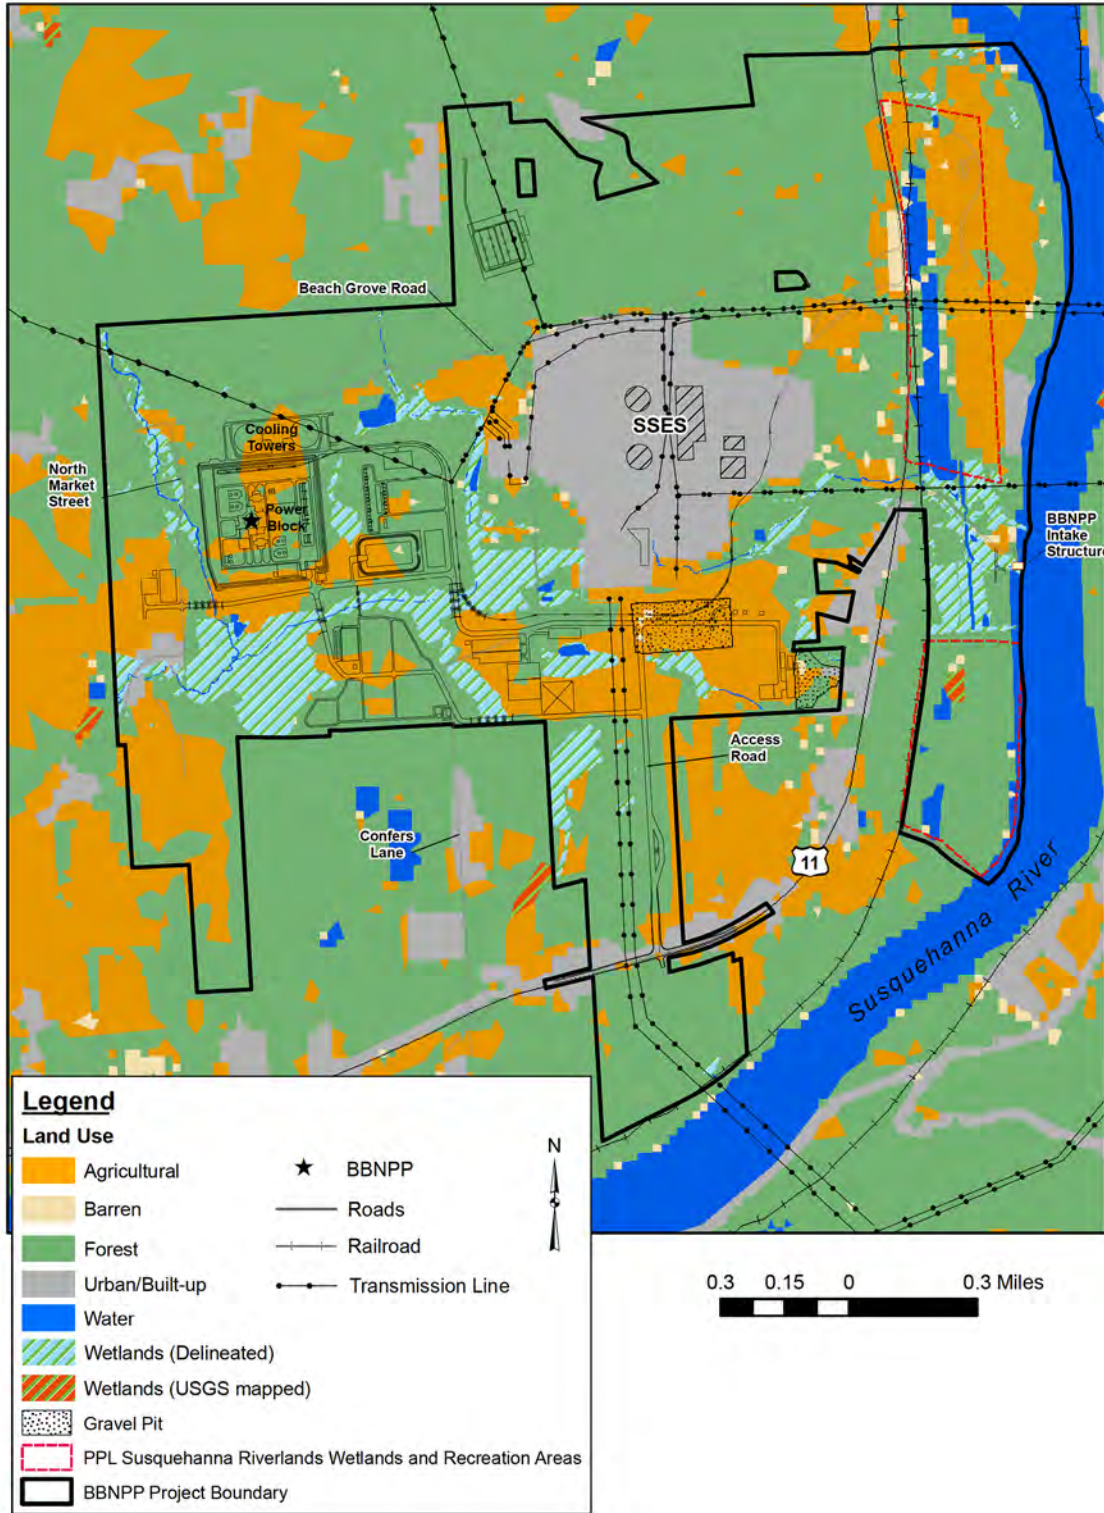 Beach Grove Road
SSES
Cooling
Towers
North
Market
Street
Power
Block
BBNPP
Intake
Structure
Access
Road
Confers
Lane
11
Susquehanna River
Legend
Land Use
Agricultural
Barren
Forest
Urban/Built-up
Water
Wetlands (Delineated)
Wetlands (USGS mapped)
Gravel Pit
PPL Susquehanna Riverlands Wetlands and Recreation Areas
BBNPP Project Boundary
BBNPP
Roads
Railroad
Transmission Line
N
0.3 0.15 0 0.3 Miles